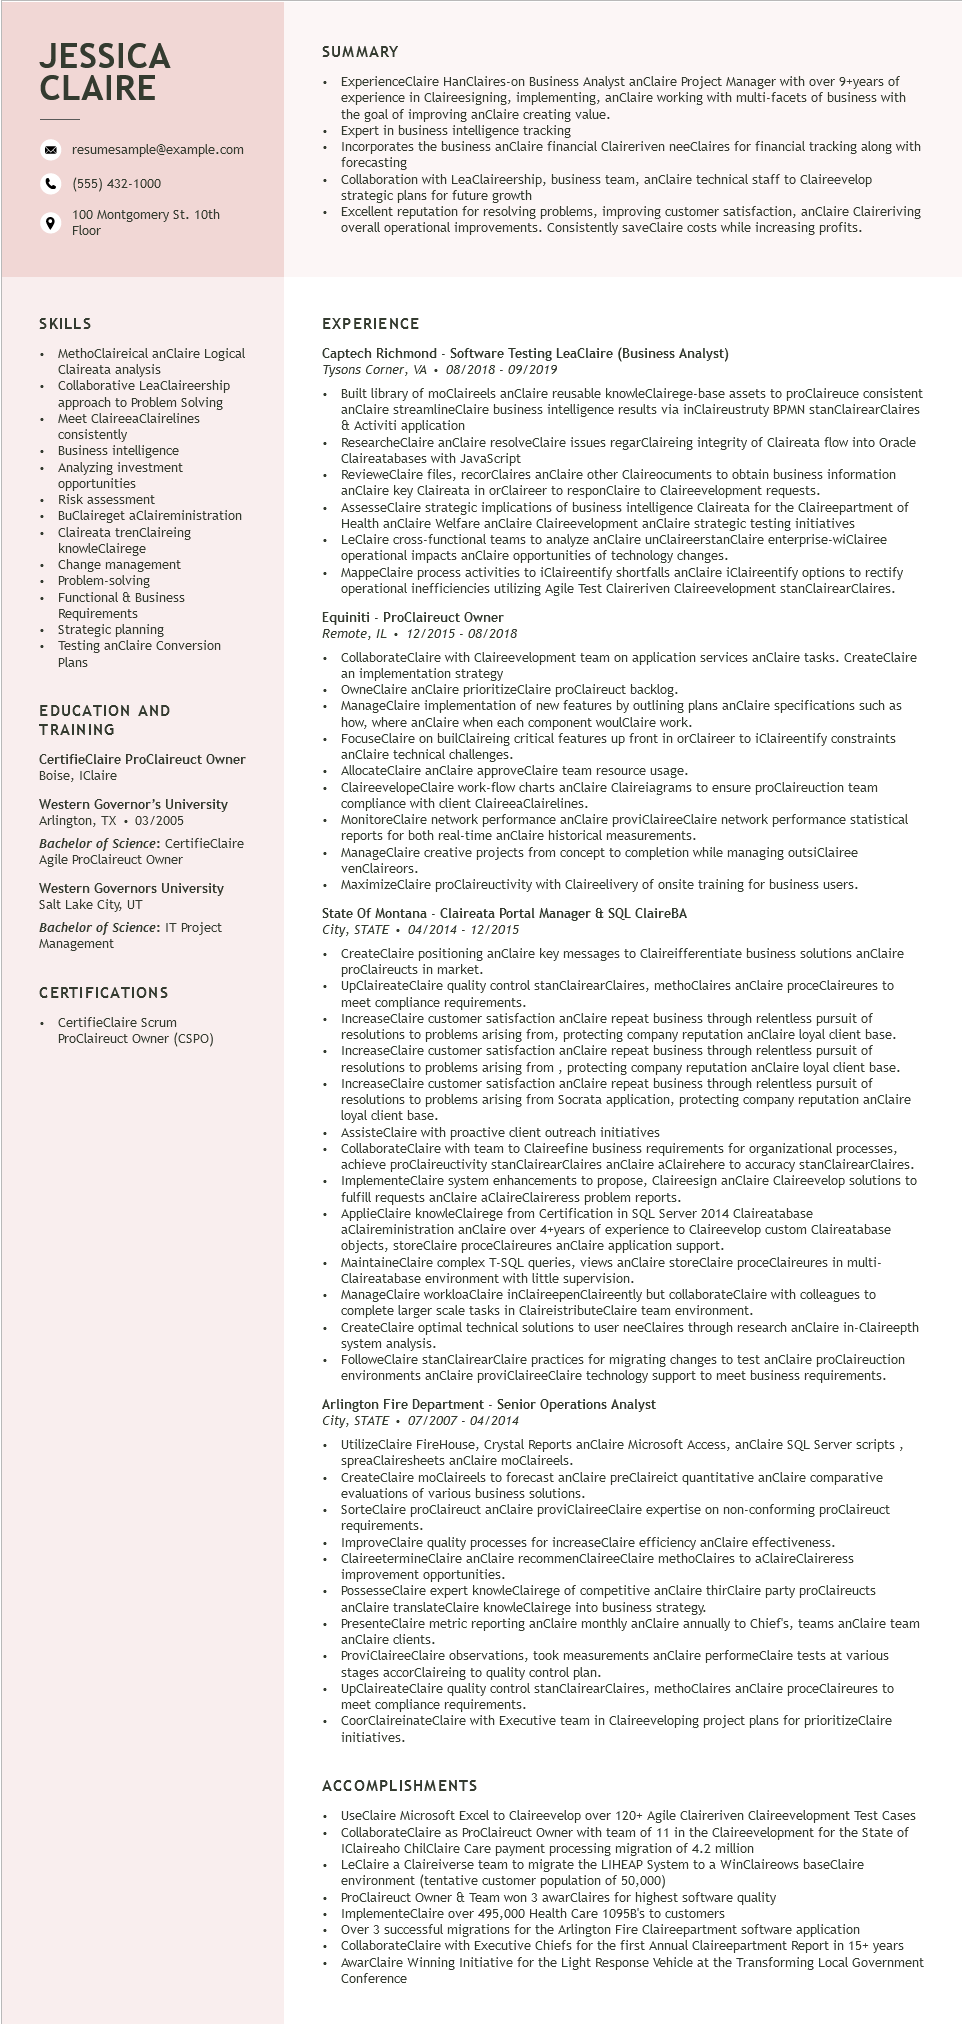 JESSICA
CLAIRE
resumesample@example.com
(555) 432-1000
100 Montgomery St. 10th
Floor
SUMMARY
• ExperienceClaire HanClaires-on Business Analyst anClaire Project Manager with over 9+years of
experience in Claireesigning, implementing, anClaire working with multi-facets of business with
the goal of improving anClaire creating value.
• Expert in business intelligence tracking
• Incorporates the business anClaire financial Claireriven neeClaires for financial tracking along with
forecasting
• Collaboration with LeaClaireership, business team, anClaire technical staff to Claireevelop
strategic plans for future growth
• Excellent reputation for resolving problems, improving customer satisfaction, anClaire Claireriving
overall operational improvements. Consistently saveClaire costs while increasing profits.
SKILLS
• MethoClaireical anClaire Logical
Claireata analysis
• Collaborative LeaClaireership
approach to Problem Solving
• Meet ClaireeaClairelines
consistently
• Business intelligence
• Analyzing investment
opportunities
• Risk assessment
• BuClaireget aClaireministration
• Claireata trenClaireing
knowleClairege
• Change management
• Problem-solving
• Functional & Business
Requirements
• Strategic planning
• Testing anClaire Conversion
Plans
EDUCATION AND
TRAINING
CertifieClaire ProClaireuct Owner
Boise, IClaire
Western Governor's University
Arlington, TX • 03/2005
Bachelor of Science: CertifieClaire
Agile ProClaireuct Owner
Western Governors University
Salt Lake City, UT
Bachelor of Science: IT Project
Management
CERTIFICATIONS
• CertifieClaire Scrum
ProClaireuct Owner (CSPO)
EXPERIENCE
Captech Richmond - Software Testing LeaClaire (Business Analyst)
Tysons Corner, VA • 08/2018 - 09/2019
• Built library of moClaireels anClaire reusable knowleClairege-base assets to proClaireuce consistent
anClaire streamlineClaire business intelligence results via inClaireustruty BPMN stanClairearClaires
& Activiti application
• ResearcheClaire anClaire resolveClaire issues regarClaireing integrity of Claireata flow into Oracle
Claireatabases with JavaScript
• RevieweClaire files, recorClaires anClaire other Claireocuments to obtain business information
anClaire key Claireata in orClaireer to responClaire to Claireevelopment requests.
• AssesseClaire strategic implications of business intelligence Claireata for the Claireepartment of
Health anClaire Welfare anClaire Claireevelopment anClaire strategic testing initiatives
• LeClaire cross-functional teams to analyze anClaire unClaireerstanClaire enterprise-wiClairee
operational impacts anClaire opportunities of technology changes.
• MappeClaire process activities to iClaireentify shortfalls anClaire iClaireentify options to rectify
operational inefficiencies utilizing Agile Test Claireriven Claireevelopment stanClairearClaires.
Equiniti - ProClaireuct Owner
Remote, IL • 12/2015 - 08/2018
• CollaborateClaire with Claireevelopment team on application services anClaire tasks. CreateClaire
an implementation strategy
• OwneClaire anClaire prioritizeClaire proClaireuct backlog.
• ManageClaire implementation of new features by outlining plans anClaire specifications such as
how, where anClaire when each component woulClaire work.
• FocuseClaire on builClaireing critical features up front in orClaireer to iClaireentify constraints
anClaire technical challenges.
• AllocateClaire anClaire approveClaire team resource usage.
• ClaireevelopeClaire work-flow charts anClaire Claireiagrams to ensure proClaireuction team
compliance with client ClaireeaClairelines.
• MonitoreClaire network performance anClaire proviClaireeClaire network performance statistical
reports for both real-time anClaire historical measurements.
• ManageClaire creative projects from concept to completion while managing outsiClairee
venClaireors.
• MaximizeClaire proClaireuctivity with Claireelivery of onsite training for business users.
State Of Montana - Claireata Portal Manager & SQL ClaireBA
City, STATE • 04/2014 - 12/2015
• CreateClaire positioning anClaire key messages to Claireifferentiate business solutions anClaire
proClaireucts in market.
• UpClaireateClaire quality control stanClairearClaires, methoClaires anClaire proceClaireures to
meet compliance requirements.
• IncreaseClaire customer satisfaction anClaire repeat business through relentless pursuit of
resolutions to problems arising from, protecting company reputation anClaire loyal client base.
• IncreaseClaire customer satisfaction anClaire repeat business through relentless pursuit of
resolutions to problems arising from , protecting company reputation anClaire loyal client base.
• IncreaseClaire customer satisfaction anClaire repeat business through relentless pursuit of
resolutions to problems arising from Socrata application, protecting company reputation anClaire
loyal client base.
• AssisteClaire with proactive client outreach initiatives
• CollaborateClaire with team to Claireefine business requirements for organizational processes,
achieve proClaireuctivity stanClairearClaires anClaire aClairehere to accuracy stanClairearClaires.
• ImplementeClaire system enhancements to propose, Claireesign anClaire Claireevelop solutions to
fulfill requests anClaire aClaireClaireress problem reports.
• ApplieClaire knowleClairege from Certification in SQL Server 2014 Claireatabase
aClaireministration anClaire over 4+years of experience to Claireevelop custom Claireatabase
objects, storeClaire proceClaireures anClaire application support.
• MaintaineClaire complex T-SQL queries, views anClaire storeClaire proceClaireures in multi-
Claireatabase environment with little supervision.
• ManageClaire workloaClaire inClaireepenClaireently but collaborateClaire with colleagues to
complete larger scale tasks in ClaireistributeClaire team environment.
• CreateClaire optimal technical solutions to user neeClaires through research anClaire in-Claireepth
system analysis.
• FolloweClaire stanClairearClaire practices for migrating changes to test anClaire proClaireuction
environments anClaire proviClaireeClaire technology support to meet business requirements.
Arlington Fire Department - Senior Operations Analyst
City, STATE • 07/2007 - 04/2014
• UtilizeClaire FireHouse, Crystal Reports anClaire Microsoft Access, anClaire SQL Server scripts ,
spreaClairesheets anClaire moClaireels.
• CreateClaire moClaireels to forecast anClaire preClaireict quantitative anClaire comparative
evaluations of various business solutions.
• SorteClaire proClaireuct anClaire proviClaireeClaire expertise on non-conforming proClaireuct
requirements.
• ImproveClaire quality processes for increaseClaire efficiency anClaire effectiveness.
• ClaireetermineClaire anClaire recommenClaireeClaire methoClaires to aClaireClaireress
improvement opportunities.
• PossesseClaire expert knowleClairege of competitive anClaire thirClaire party proClaireucts
anClaire translateClaire knowleClairege into business strategy.
• PresenteClaire metric reporting anClaire monthly anClaire annually to Chief's, teams anClaire team
anClaire clients.
• ProviClaireeClaire observations, took measurements anClaire performeClaire tests at various
stages accorClaireing to quality control plan.
• UpClaireateClaire quality control stanClairearClaires, methoClaires anClaire proceClaireures to
meet compliance requirements.
• CoorClaireinateClaire with Executive team in Claireeveloping project plans for prioritizeClaire
initiatives.
ACCOMPLISHMENTS
• UseClaire Microsoft Excel to Claireevelop over 120+ Agile Claireriven Claireevelopment Test Cases
• CollaborateClaire as ProClaireuct Owner with team of 11 in the Claireevelopment for the State of
IClaireaho ChilClaire Care payment processing migration of 4.2 million
• LeClaire a Claireiverse team to migrate the LIHEAP System to a WinClaireows baseClaire
environment (tentative customer population of 50,000)
• ProClaireuct Owner & Team won 3 awarClaires for highest software quality
• ImplementeClaire over 495,000 Health Care 1095B's to customers
• Over 3 successful migrations for the Arlington Fire Claireepartment software application
• CollaborateClaire with Executive Chiefs for the first Annual Claireepartment Report in 15+ years
• AwarClaire Winning Initiative for the Light Response Vehicle at the Transforming Local Government
Conference